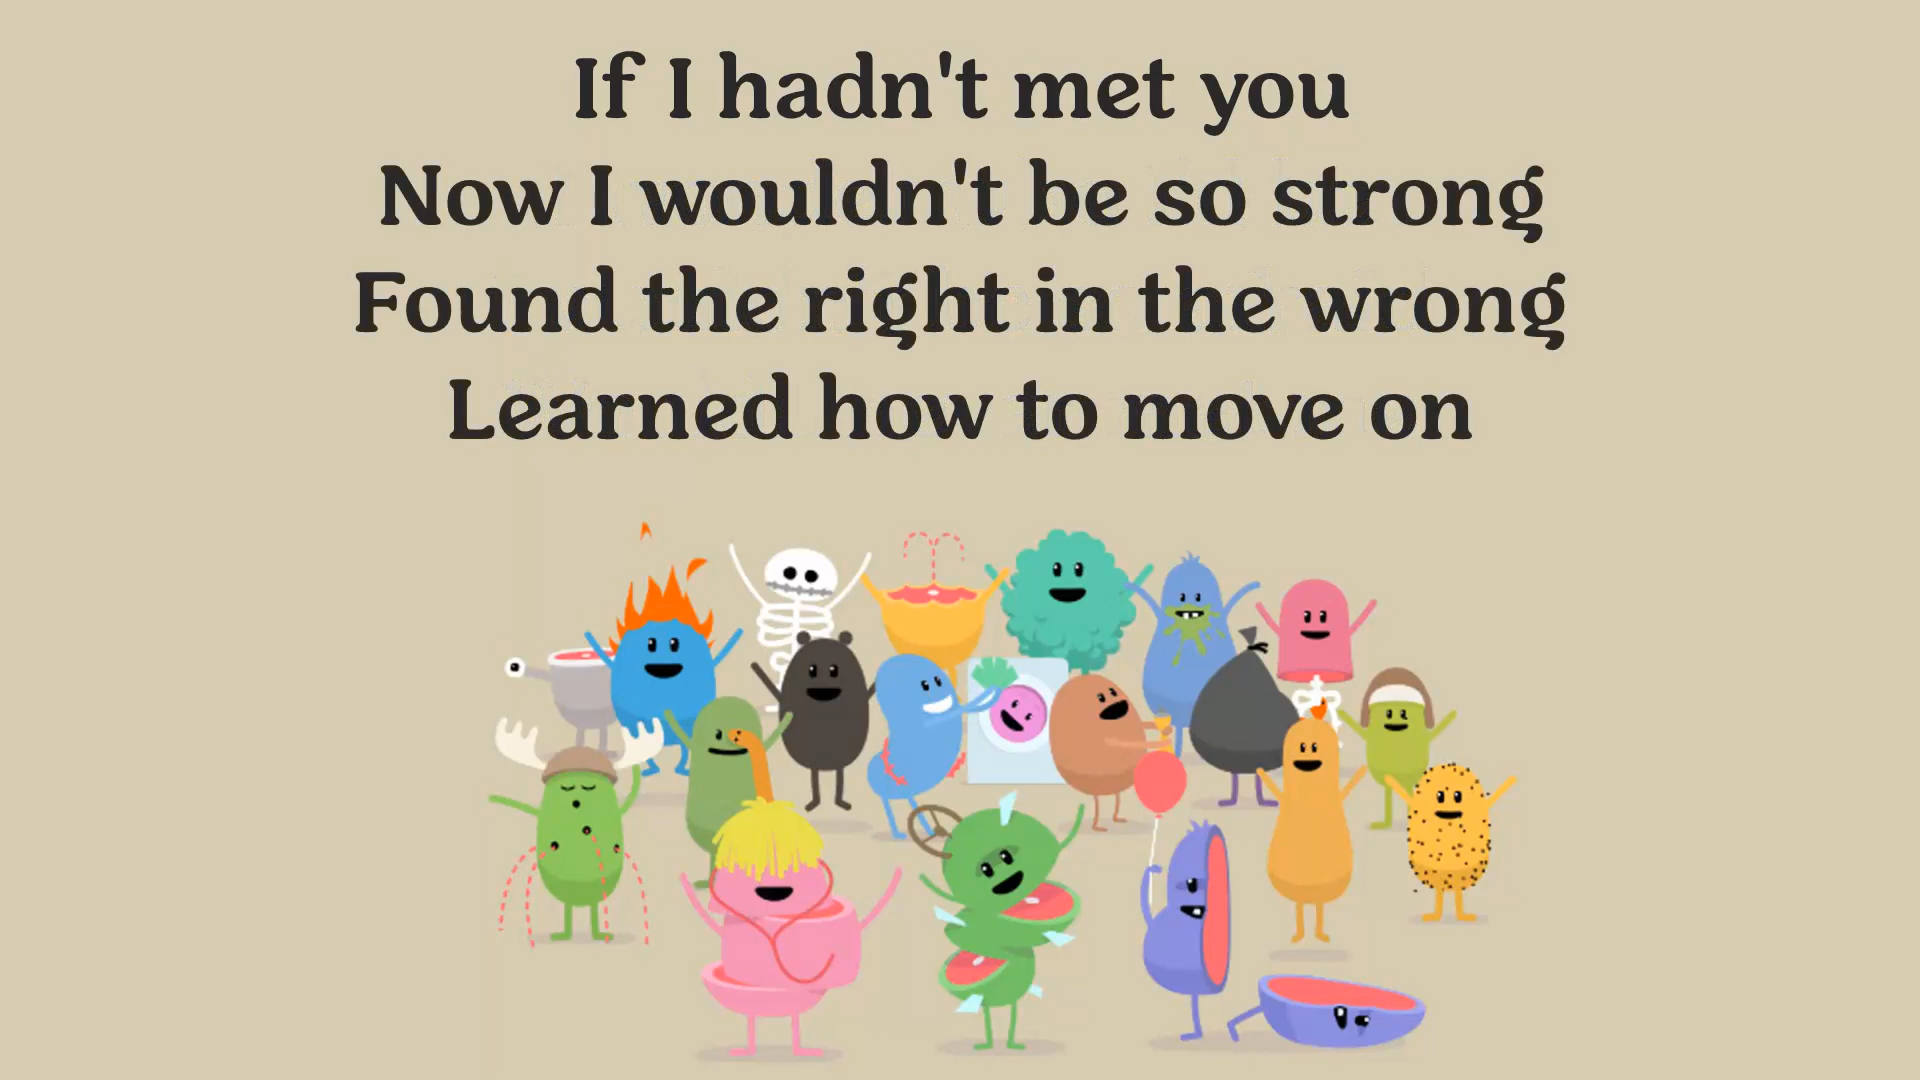 If I hadn't met you
Now I wouldn't be so strong
Found the right in the wrong
Learned how to move on